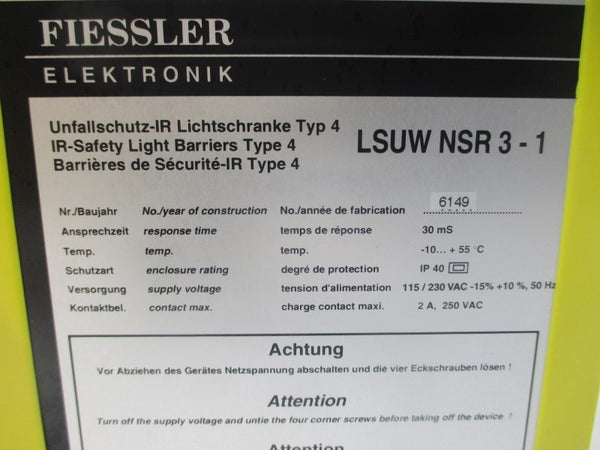 FIESSLER
ELEKTRONIK
Unfallschutz-IR Lichtschranke Typ 4
IR-Safety Light Barriers Type 4
Barrières de Sécurité-IR Type 4
LSUW NSR 3 - 1
Nr./Baujahr No./year of construction No./année de fabrication 6149
Ansprechzeit response time temps de réponse 30 mS
Temp. temp. temp. -10... + 55 °C
Schutzart enclosure rating degré de protection IP 40
Versorgung supply voltage tension d'alimentation 115 / 230 VAC -15% +10 %, 50 Hz
Kontaktbel. contact max. charge contact maxi. 2 A, 250 VAC
Achtung
Vor Abziehen des Gerätes Netzspannung abschalten und die vier Eckschrauben lösen !
Attention
Turn off the supply voltage and untie the four corner screws before taking off the device !
Attention